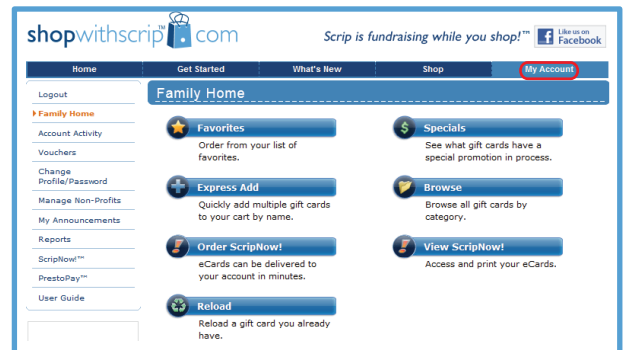 shopwithscrip™.com
Scrip is fundraising while you shop!™
Like us on
Facebook
Home Get Started What's New Shop My Account
Logout
Family Home
Account Activity
Vouchers
Change
Profile/Password
Manage Non-Profits
My Announcements
Reports
ScripNow!™
PrestoPay™
User Guide
Family Home
Favorites
Order from your list of
favorites.
Specials
See what gift cards have a
special promotion in process.
Express Add
Quickly add multiple gift cards
to your cart by name.
Browse
Browse all gift cards by
category.
Order ScripNow!
eCards can be delivered to
your account in minutes.
View ScripNow!
Access and print your eCards.
Reload
Reload a gift card you already
have.